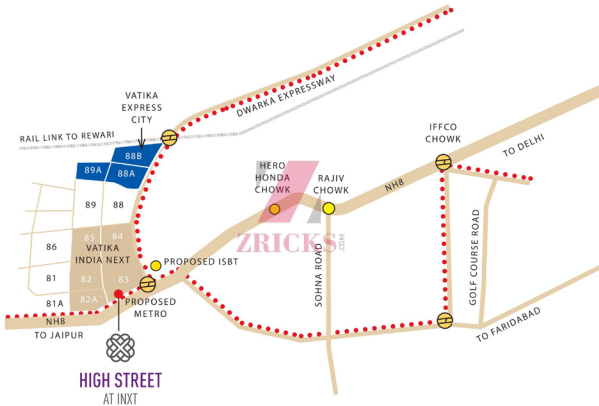 DWARKA EXPRESSWAY
VATIKA
EXPRESS
CITY
RAIL LINK TO REWARI
88B
89A
88A
IFFCO
CHOWK
TO DELHI
HERO
HONDA
CHOWK
RAJIV
CHOWK
NH8
89
88
85
84
86
VATIKA
INDIA NEXT
ZRICKS
.COM
PROPOSED ISBT
SOHNA ROAD
GOLF COURSE ROAD
81
82
83
81A
82A
PROPOSED
METRO
NH8
TO JAIPUR
TO FARIDABAD
HIGH STREET
AT INXT